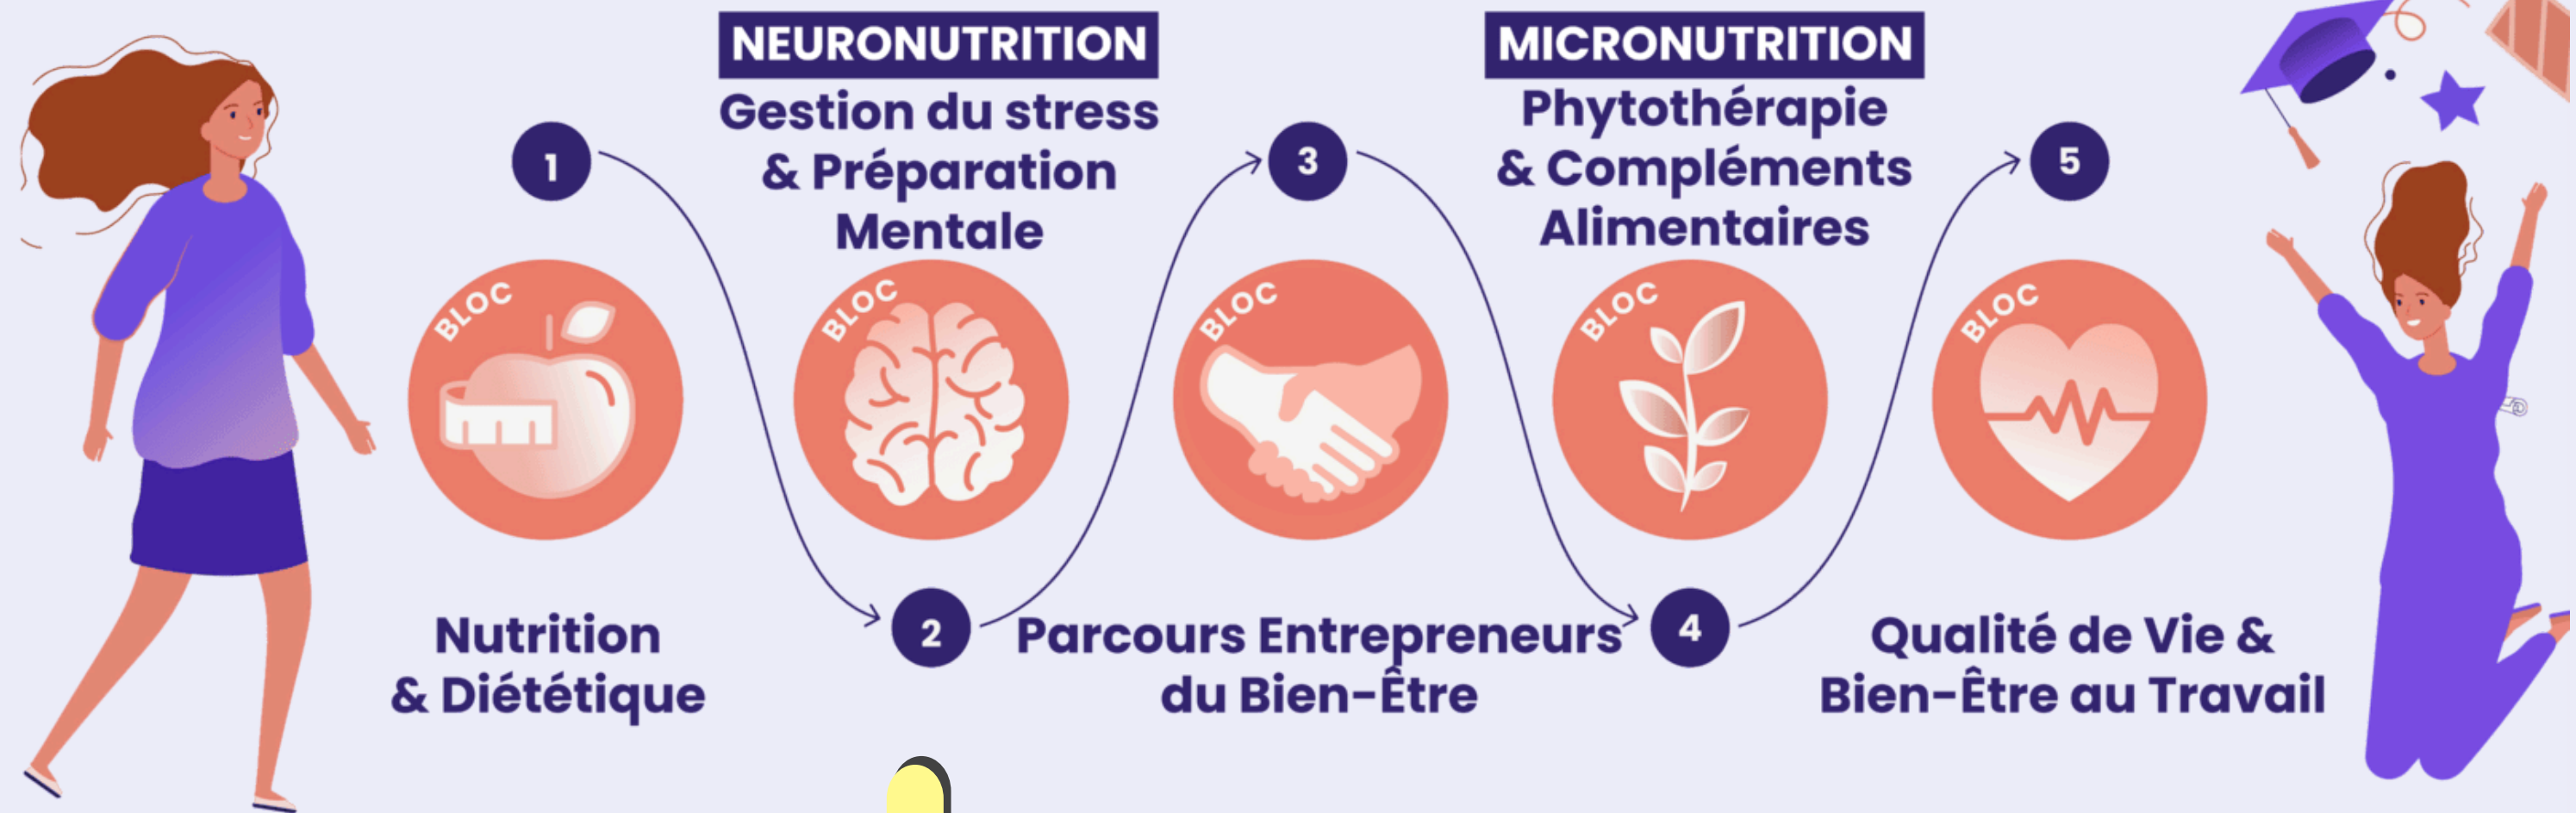 1
BLOC
Nutrition
& Diététique
NEURONUTRITION
Gestion du stress
& Préparation
Mentale
BLOC
2
3
BLOC
Parcours Entrepreneurs
du Bien-Être
MICRONUTRITION
Phytothérapie
& Compléments
Alimentaires
BLOC
4
5
BLOC
Qualité de Vie &
Bien-Être au Travail